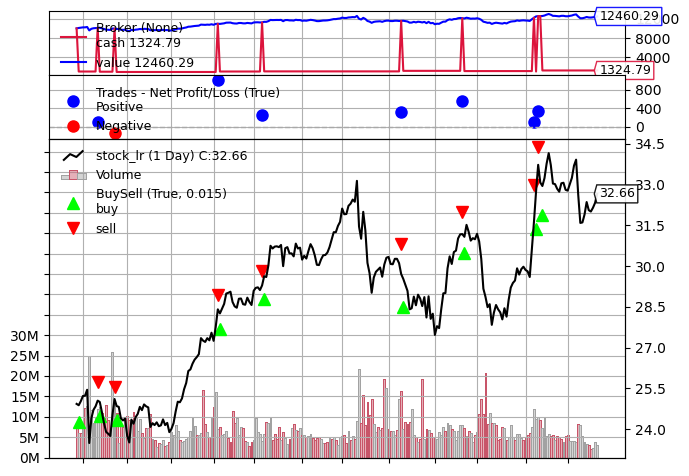 Broker (None)
cash 1324.79
value 12460.29
12460.29
8000
4000
1324.79
Trades - Net Profit/Loss (True)
Positive
Negative
800
400
0
stock_lr (1 Day) C:32.66
Volume
BuySell (True, 0.015)
buy
sell
34.5
33.0
32.66
31.5
30.0
28.5
27.0
25.5
24.0
30M
25M
20M
15M
10M
5M
0M